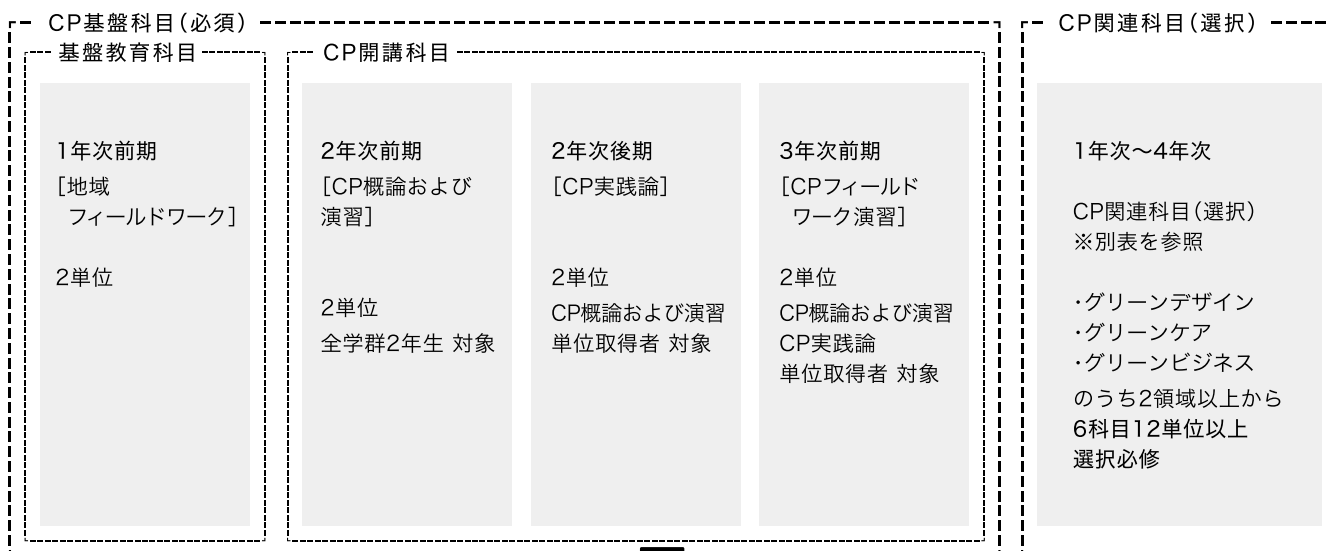 CP基盤科目（必須）
基盤教育科目
1年次前期
［地域
フィールドワーク］
2単位
CP開講科目
2年次前期
［CP概論および
演習］
2単位
全学群2年生 対象
2年次後期
［CP実践論］
2単位
CP概論および演習
単位取得者 対象
3年次前期
［CPフィールド
ワーク演習］
2単位
CP概論および演習
CP実践論
単位取得者 対象
CP関連科目（選択）
1年次〜4年次
CP関連科目（選択）
※別表を参照
・グリーンデザイン
・グリーンケア
・グリーンビジネス
のうち2領域以上から
6科目12単位以上
選択必修